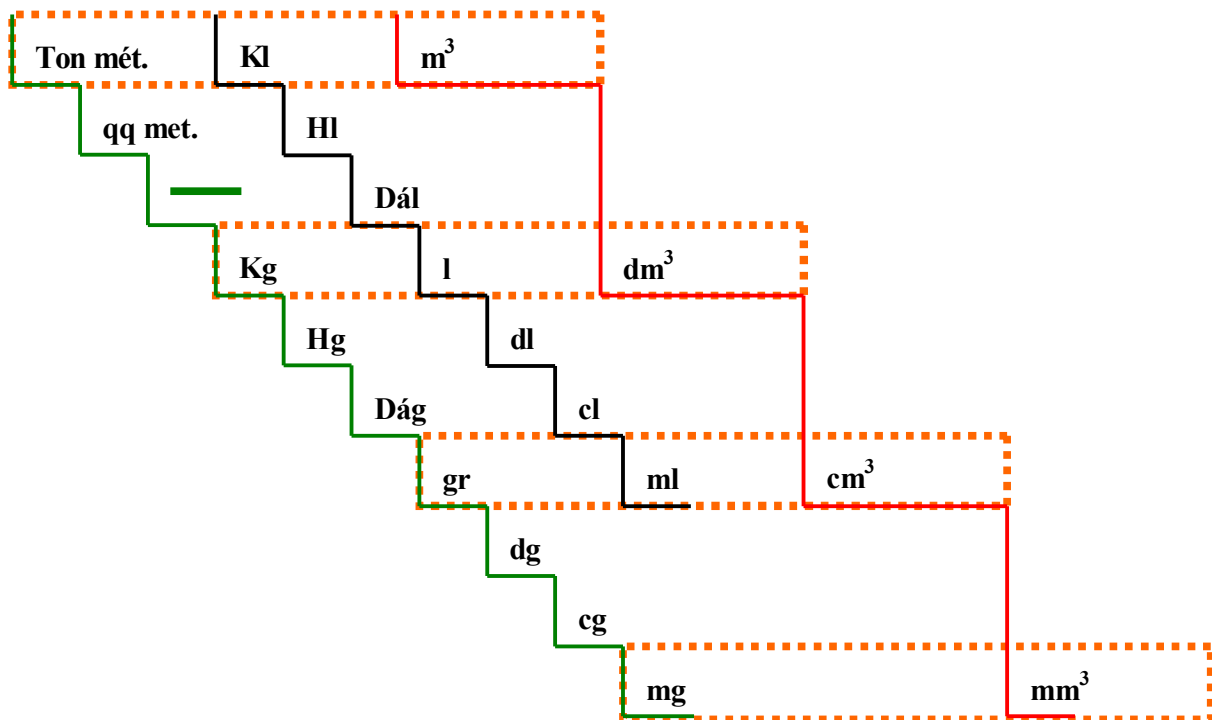 Ton mét. Kl m³
qq met. Hl
Dál
Kg l dm³
Hg dl
Dág cl
gr ml cm³
dg
cg
mg mm³